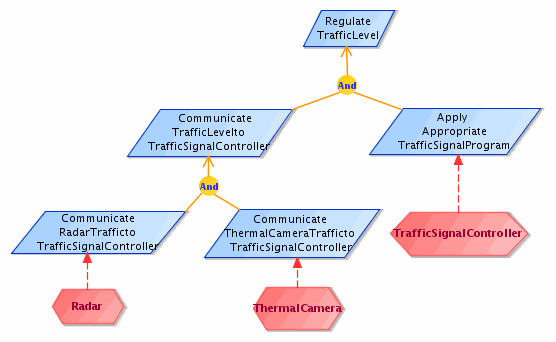 Regulate
TrafficLevel
And
Communicate
TrafficLevelto
TrafficSignalController
Apply
Appropriate
TrafficSignalProgram
And
Communicate
RadarTrafficto
TrafficSignalController
Communicate
ThermalCameraTrafficto
TrafficSignalController
TrafficSignalController
Radar
ThermalCamera